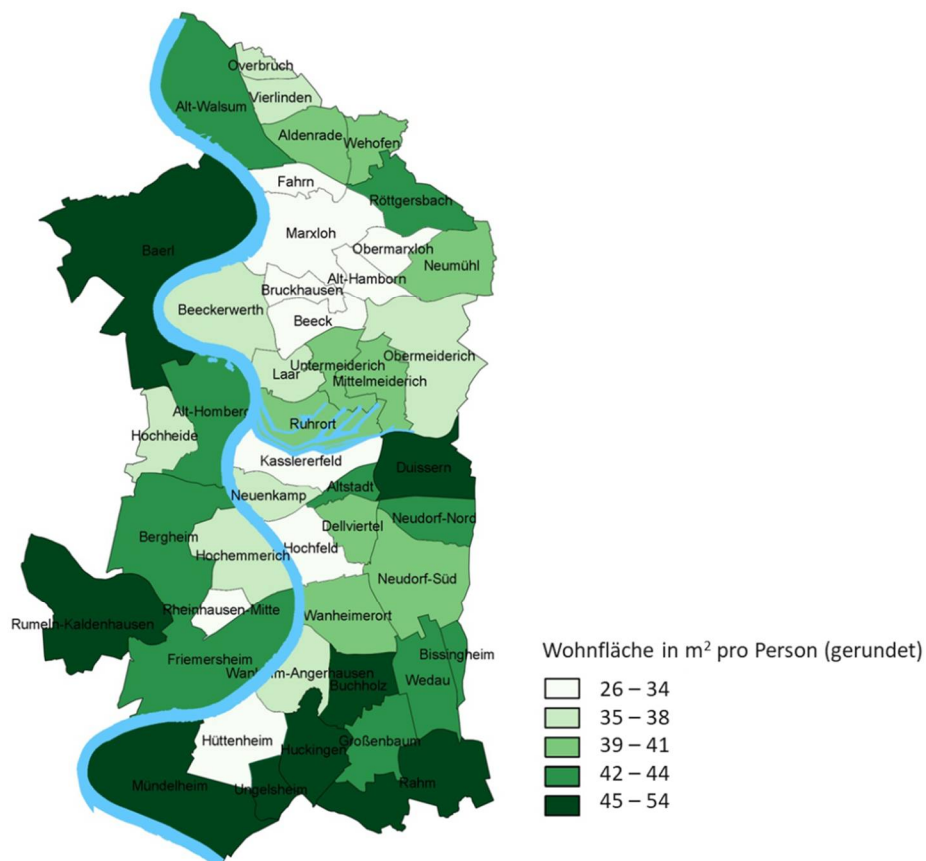 Overbruch
Vierlinden
Alt-Walsum
Aldenrade
Wehofen
Fahrn
Röttgersbach
Marxloh
Obermarxloh
Baerl
Neumühl
Alt-Hamborn
Bruckhausen
Beeckerwerth
Beeck
Obermeiderich
Untermeiderich
Laar
Mittelmeiderich
Alt-Homberg
Ruhrort
Hochheide
Kasslererfeld
Duissern
Altstadt
Neuenkamp
Neudorf-Nord
Dellviertel
Bergheim
Hochfeld
Hochemmerich
Neudorf-Süd
Rheinhausen-Mitte
Wanheimerort
Rumeln-Kaldenhausen
Friemersheim
Bissingheim
Wanheim-Angerhausen
Wedau
Buchholz
Hüttenheim
Großenbaum
Huckingen
Rahm
Mündelheim
Ungelsheim
Wohnfläche in m² pro Person (gerundet)
26 – 34
35 – 38
39 – 41
42 – 44
45 – 54